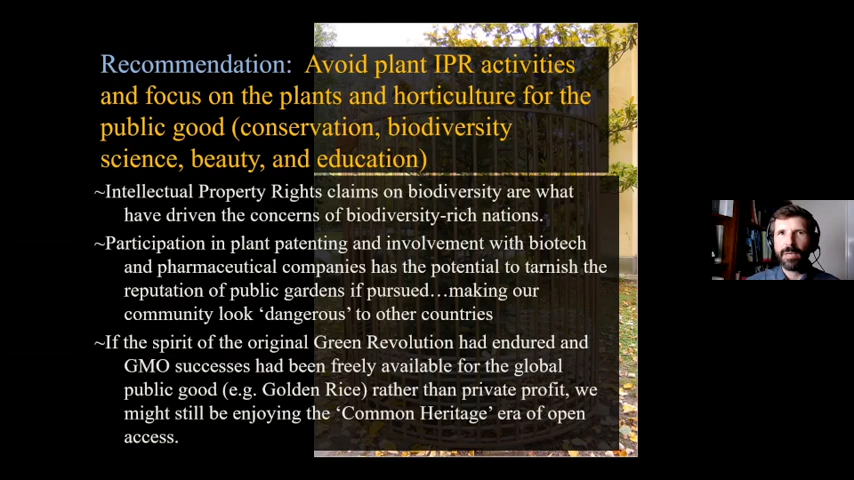 Recommendation: Avoid plant IPR activities
and focus on the plants and horticulture for the
public good (conservation, biodiversity
science, beauty, and education)
~Intellectual Property Rights claims on biodiversity are what
have driven the concerns of biodiversity-rich nations.
~Participation in plant patenting and involvement with biotech
and pharmaceutical companies has the potential to tarnish the
reputation of public gardens if pursued…making our
community look ‘dangerous’ to other countries
~If the spirit of the original Green Revolution had endured and
GMO successes had been freely available for the global
public good (e.g. Golden Rice) rather than private profit, we
might still be enjoying the ‘Common Heritage’ era of open
access.